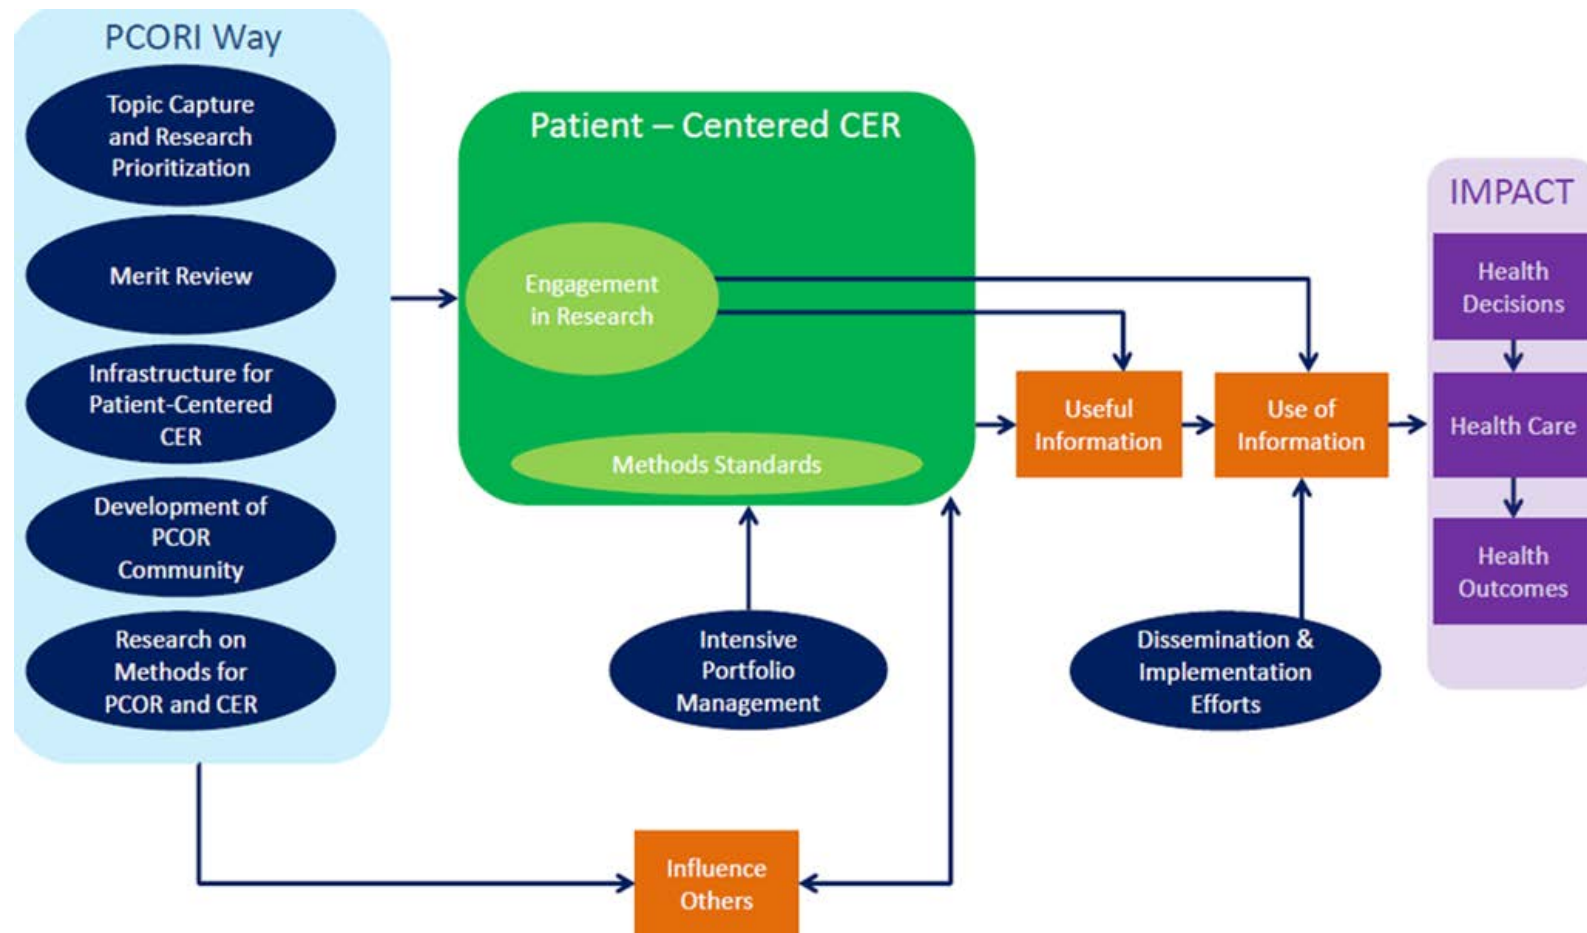 PCORI Way
Topic Capture
and Research
Prioritization
Merit Review
Infrastructure for
Patient-Centered
CER
Development of
PCOR
Community
Research on
Methods for
PCOR and CER
Patient – Centered CER
Engagement
in Research
Methods Standards
Intensive
Portfolio
Management
Influence
Others
Useful
Information
Use of
Information
Dissemination &
Implementation
Efforts
IMPACT
Health
Decisions
Health Care
Health
Outcomes